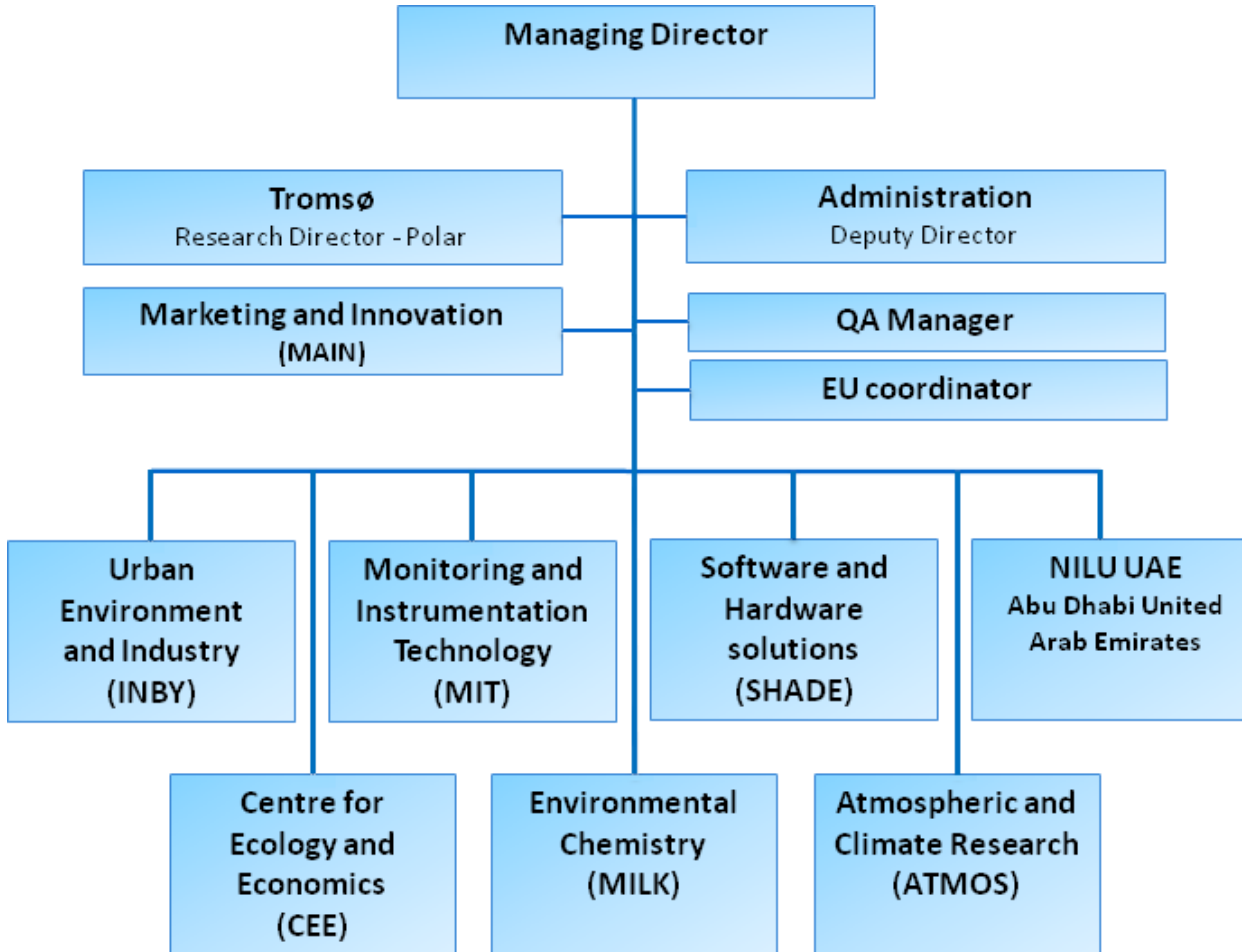 Managing Director
Tromsø
Research Director - Polar
Administration
Deputy Director
Marketing and Innovation
(MAIN)
QA Manager
EU coordinator
Urban
Environment
and Industry
(INBY)
Monitoring and
Instrumentation
Technology
(MIT)
Software and
Hardware
solutions
(SHADE)
NILU UAE
Abu Dhabi United
Arab Emirates
Centre for
Ecology and
Economics
(CEE)
Environmental
Chemistry
(MILK)
Atmospheric and
Climate Research
(ATMOS)